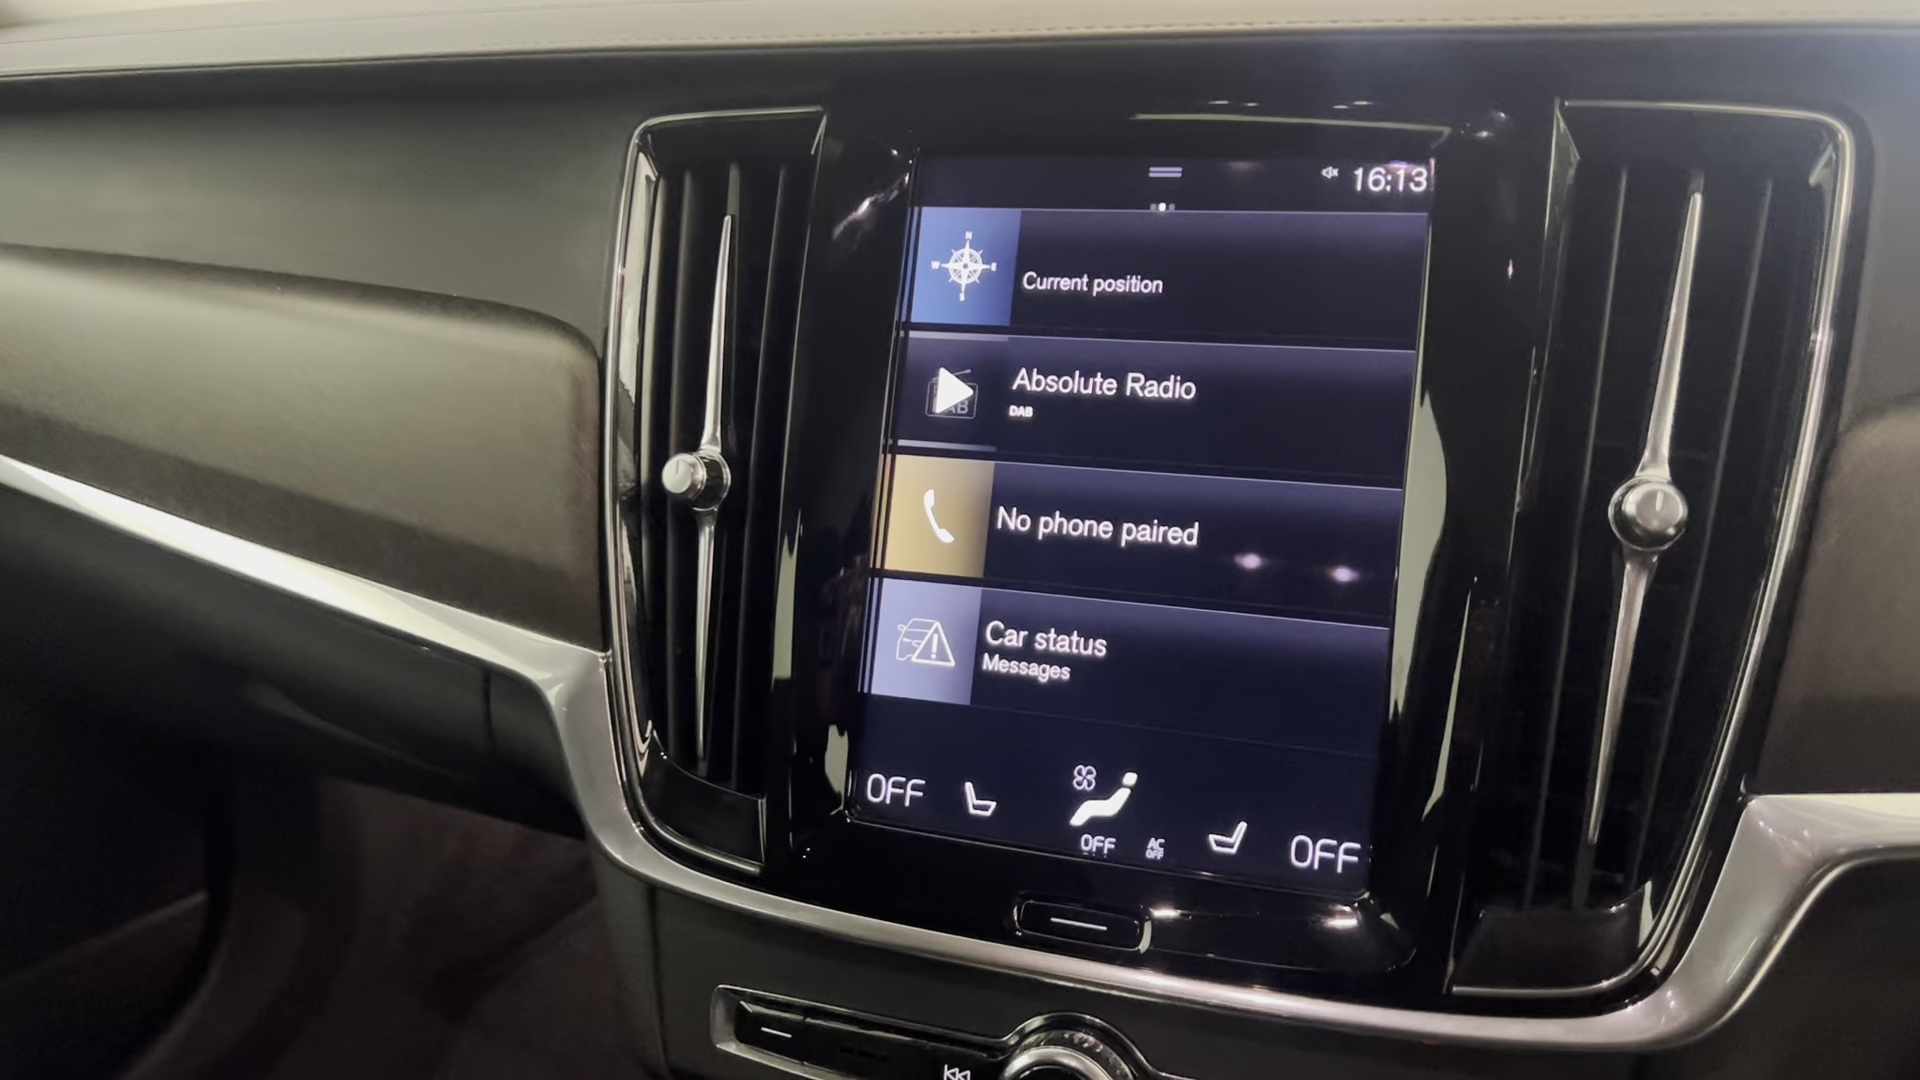 16:13
N
W E
S
Current position
Absolute Radio
DAB
No phone paired
Car status
Messages
OFF
OFF
AC
OFF
OFF